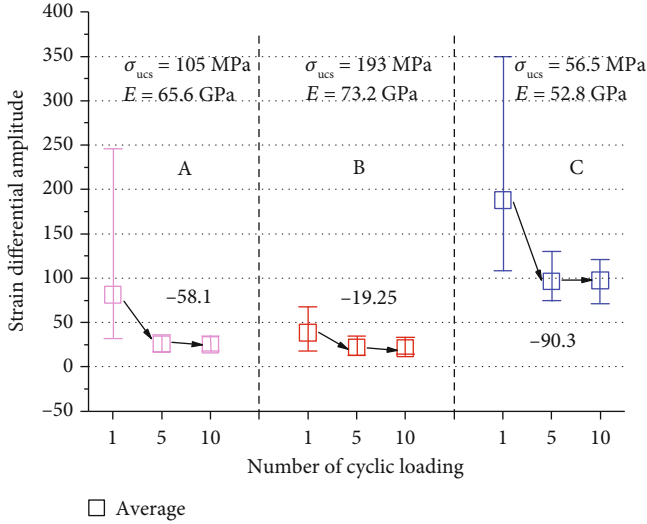 400
350
300
250
200
150
100
50
0
–50
Strain differential amplitude
σucs = 105 MPa
E = 65.6 GPa
A
–58.1
σucs = 193 MPa
E = 73.2 GPa
B
–19.25
σucs = 56.5 MPa
E = 52.8 GPa
C
–90.3
1 5 10 1 5 10 1 5 10
Number of cyclic loading
Average